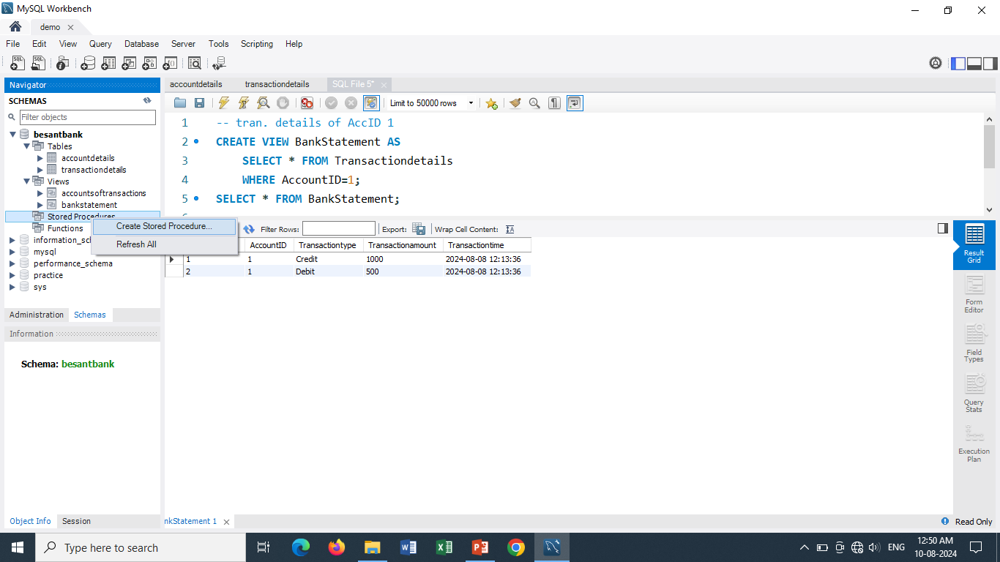 MySQL Workbench
demo
File Edit View Query Database Server Tools Scripting Help
Navigator
SCHEMAS
Filter objects
besantbank
Tables
accountdetails
transactiondetails
Views
accountsoftransactions
bankstatement
Stored Procedures
Functions
mysql
performance_schema
practice
sys
Create Stored Procedure...
Refresh All
Administration Schemas
Information
Schema: besantbank
Object Info Session
accountdetails transactiondetails SQL File 5*
Limit to 50000 rows
1 -- tran. details of AccID 1
2 CREATE VIEW BankStatement AS
3 SELECT * FROM Transactiondetails
4 WHERE AccountID=1;
5 SELECT * FROM BankStatement;
Filter Rows: Export: Wrap Cell Content:
AccountID Transactiontype Transactionamount Transactiontime
1 1 Credit 1000 2024-08-08 12:13:36
2 1 Debit 500 2024-08-08 12:13:36
Result
Grid
Form
Editor
Field
Types
Query
Stats
Execution
Plan
nkStatement 1
Read Only
Type here to search
ENG
12:50 AM
10-08-2024